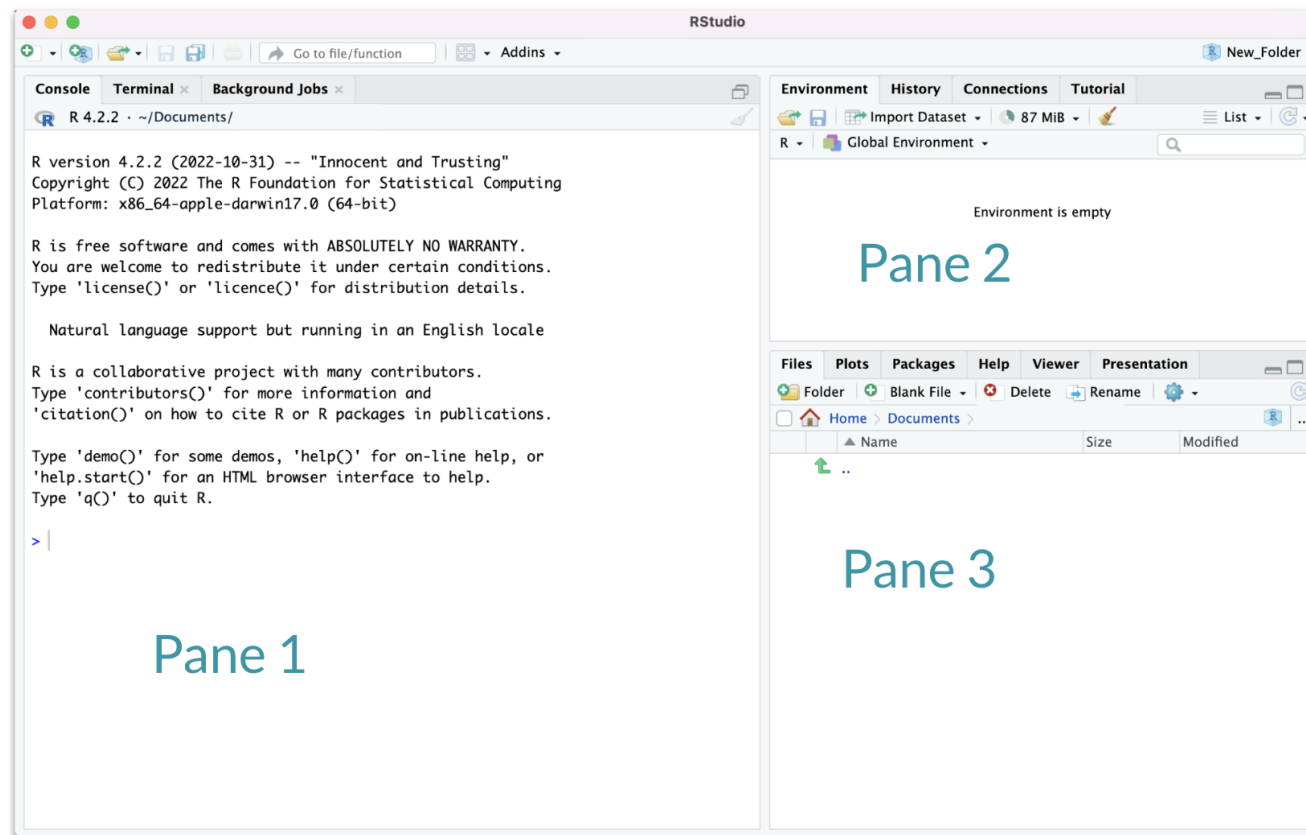 RStudio
Go to file/function Addins New_Folder
Console Terminal Background Jobs
R 4.2.2 · ~/Documents/
R version 4.2.2 (2022-10-31) -- "Innocent and Trusting"
Copyright (C) 2022 The R Foundation for Statistical Computing
Platform: x86_64-apple-darwin17.0 (64-bit)
R is free software and comes with ABSOLUTELY NO WARRANTY.
You are welcome to redistribute it under certain conditions.
Type 'license()' or 'licence()' for distribution details.
Natural language support but running in an English locale
R is a collaborative project with many contributors.
Type 'contributors()' for more information and
'citation()' on how to cite R or R packages in publications.
Type 'demo()' for some demos, 'help()' for on-line help, or
'help.start()' for an HTML browser interface to help.
Type 'q()' to quit R.
>
Pane 1
Environment History Connections Tutorial
Import Dataset 87 MiB List
R Global Environment
Environment is empty
Pane 2
Files Plots Packages Help Viewer Presentation
Folder Blank File Delete Rename
Home Documents ..
Name Size Modified
..
Pane 3